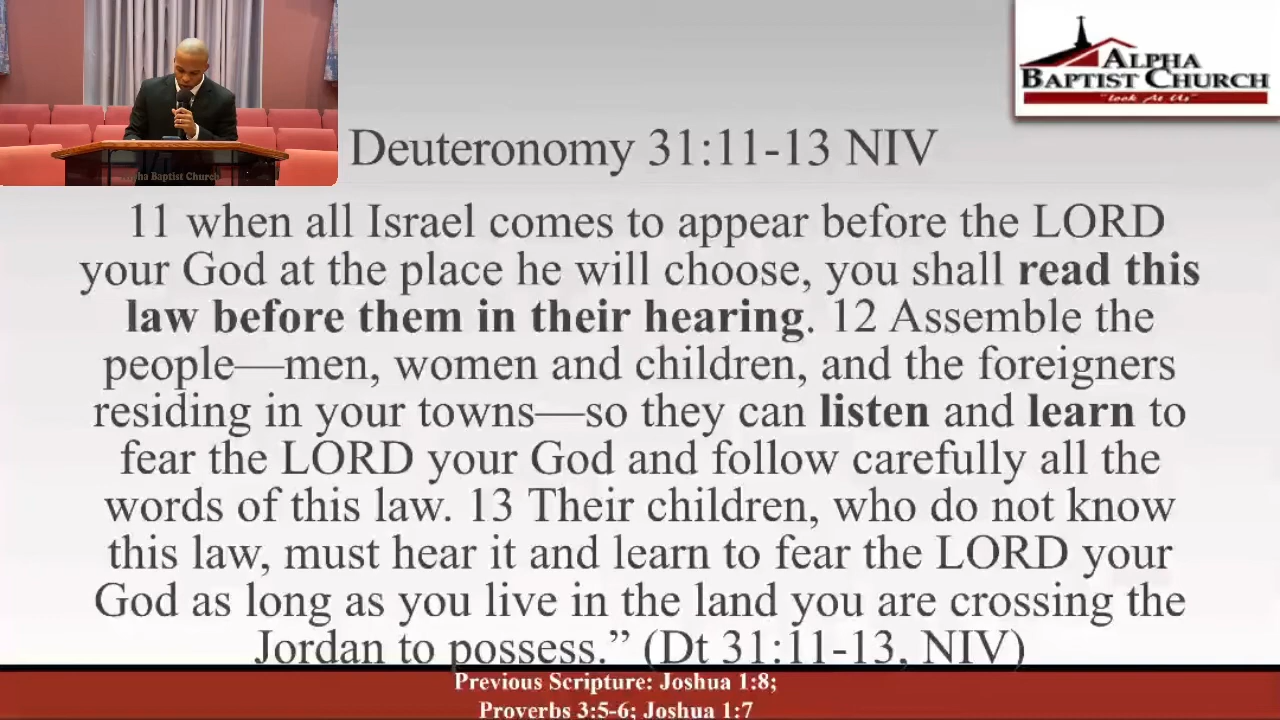 ALPHA
BAPTIST CHURCH
"Look At Us"
Alpha Baptist Church
Deuteronomy 31:11-13 NIV
11 when all Israel comes to appear before the LORD
your God at the place he will choose, you shall read this
law before them in their hearing. 12 Assemble the
people—men, women and children, and the foreigners
residing in your towns—so they can listen and learn to
fear the LORD your God and follow carefully all the
words of this law. 13 Their children, who do not know
this law, must hear it and learn to fear the LORD your
God as long as you live in the land you are crossing the
Jordan to possess.” (Dt 31:11-13, NIV)
Previous Scripture: Joshua 1:8;
Proverbs 3:5-6; Joshua 1:7